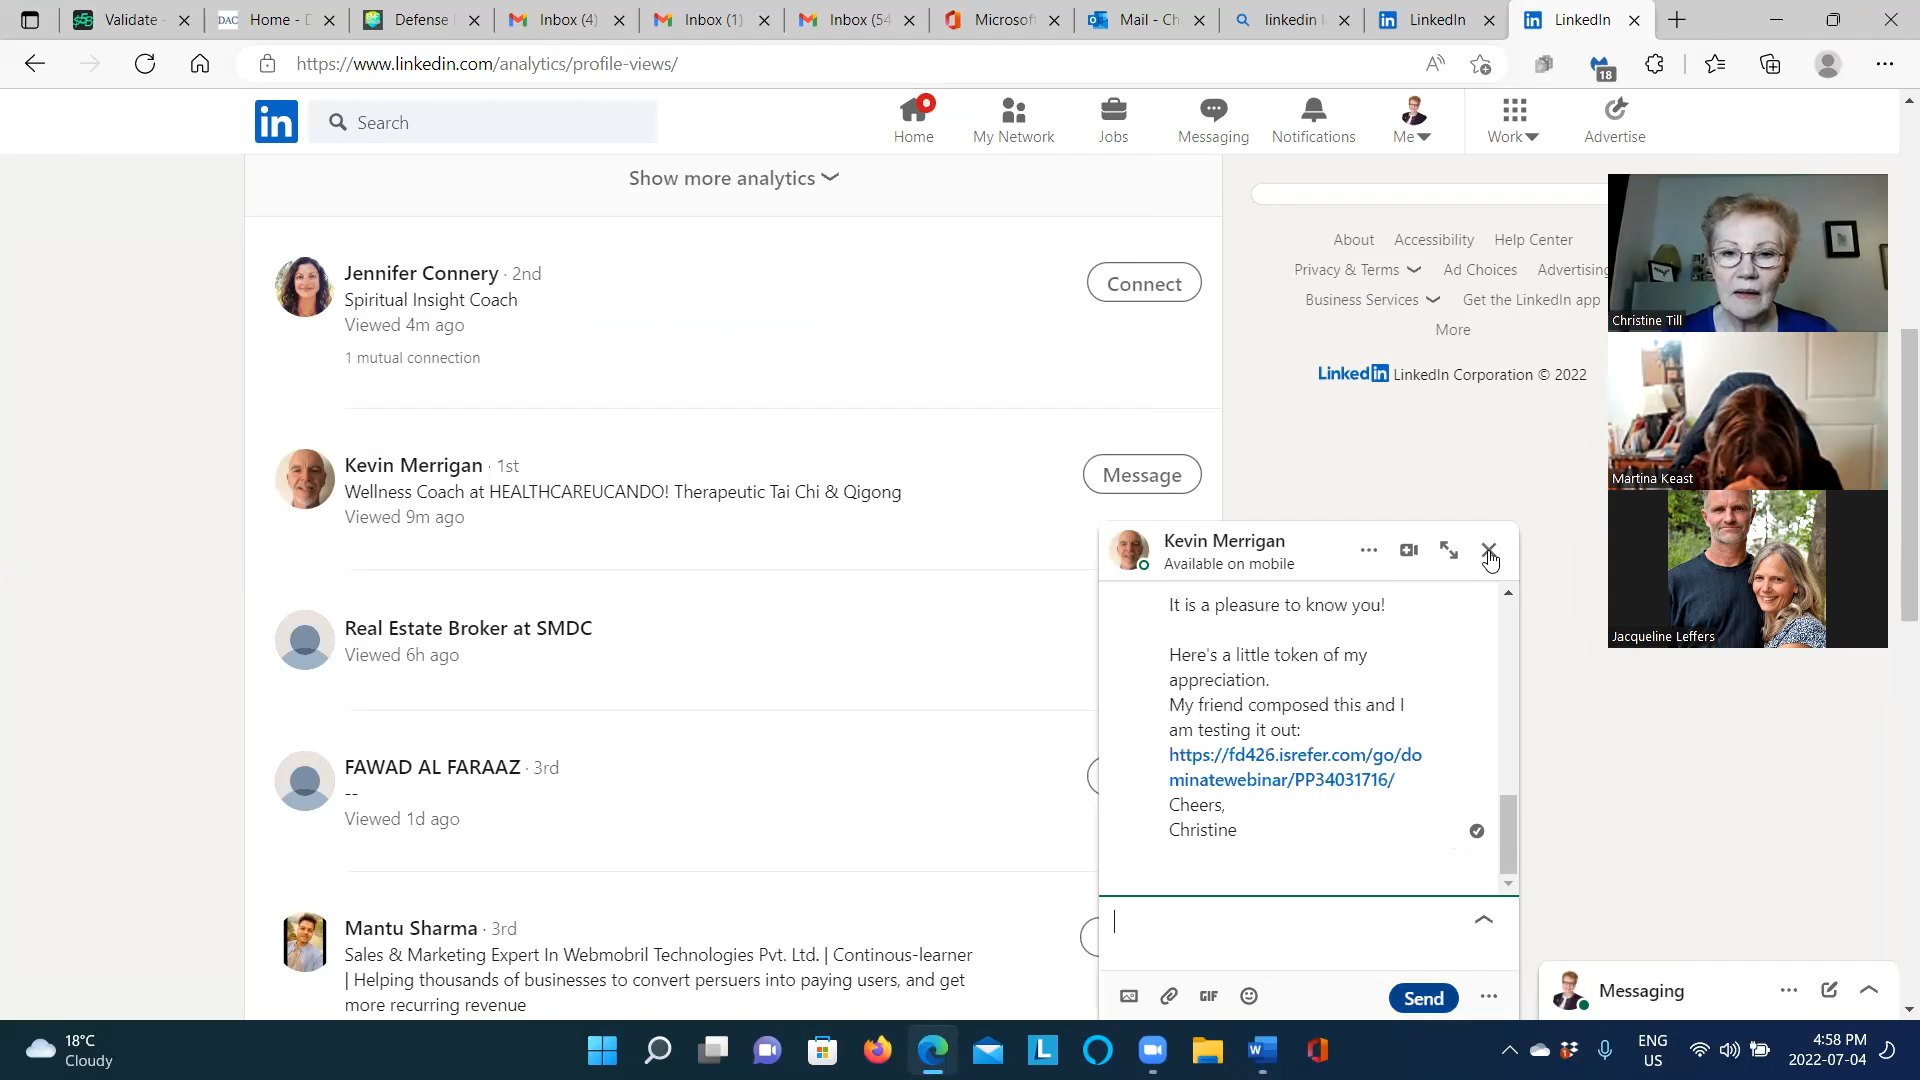 Validate -
DAC Home - D
Defense
Inbox (4)
Inbox (1)
Inbox (54
Microsof
Mail - Ch
linkedin l
LinkedIn
LinkedIn
https://www.linkedin.com/analytics/profile-views/
18
in
Search
Home
My Network
Jobs
Messaging
Notifications
Me
Work
Advertise
Show more analytics
Jennifer Connery · 2nd
Spiritual Insight Coach
Viewed 4m ago
1 mutual connection
Connect
Kevin Merrigan · 1st
Wellness Coach at HEALTHCAREUCANDO! Therapeutic Tai Chi & Qigong
Viewed 9m ago
Message
Real Estate Broker at SMDC
Viewed 6h ago
FAWAD AL FARAAZ · 3rd
--
Viewed 1d ago
Mantu Sharma · 3rd
Sales & Marketing Expert In Webmobril Technologies Pvt. Ltd. | Continous-learner
| Helping thousands of businesses to convert persuers into paying users, and get
more recurring revenue
About Accessibility Help Center
Privacy & Terms Ad Choices Advertising
Business Services Get the LinkedIn app
More
LinkedIn LinkedIn Corporation © 2022
Christine Till
Martina Keast
Jacqueline Leffers
Kevin Merrigan
Available on mobile
It is a pleasure to know you!
Here's a little token of my
appreciation.
My friend composed this and I
am testing it out:
https://fd426.isrefer.com/go/do
minatewebinar/PP34031716/
Cheers,
Christine
GIF
Send
Messaging
18°C
Cloudy
L
ENG
US
4:58 PM
2022-07-04